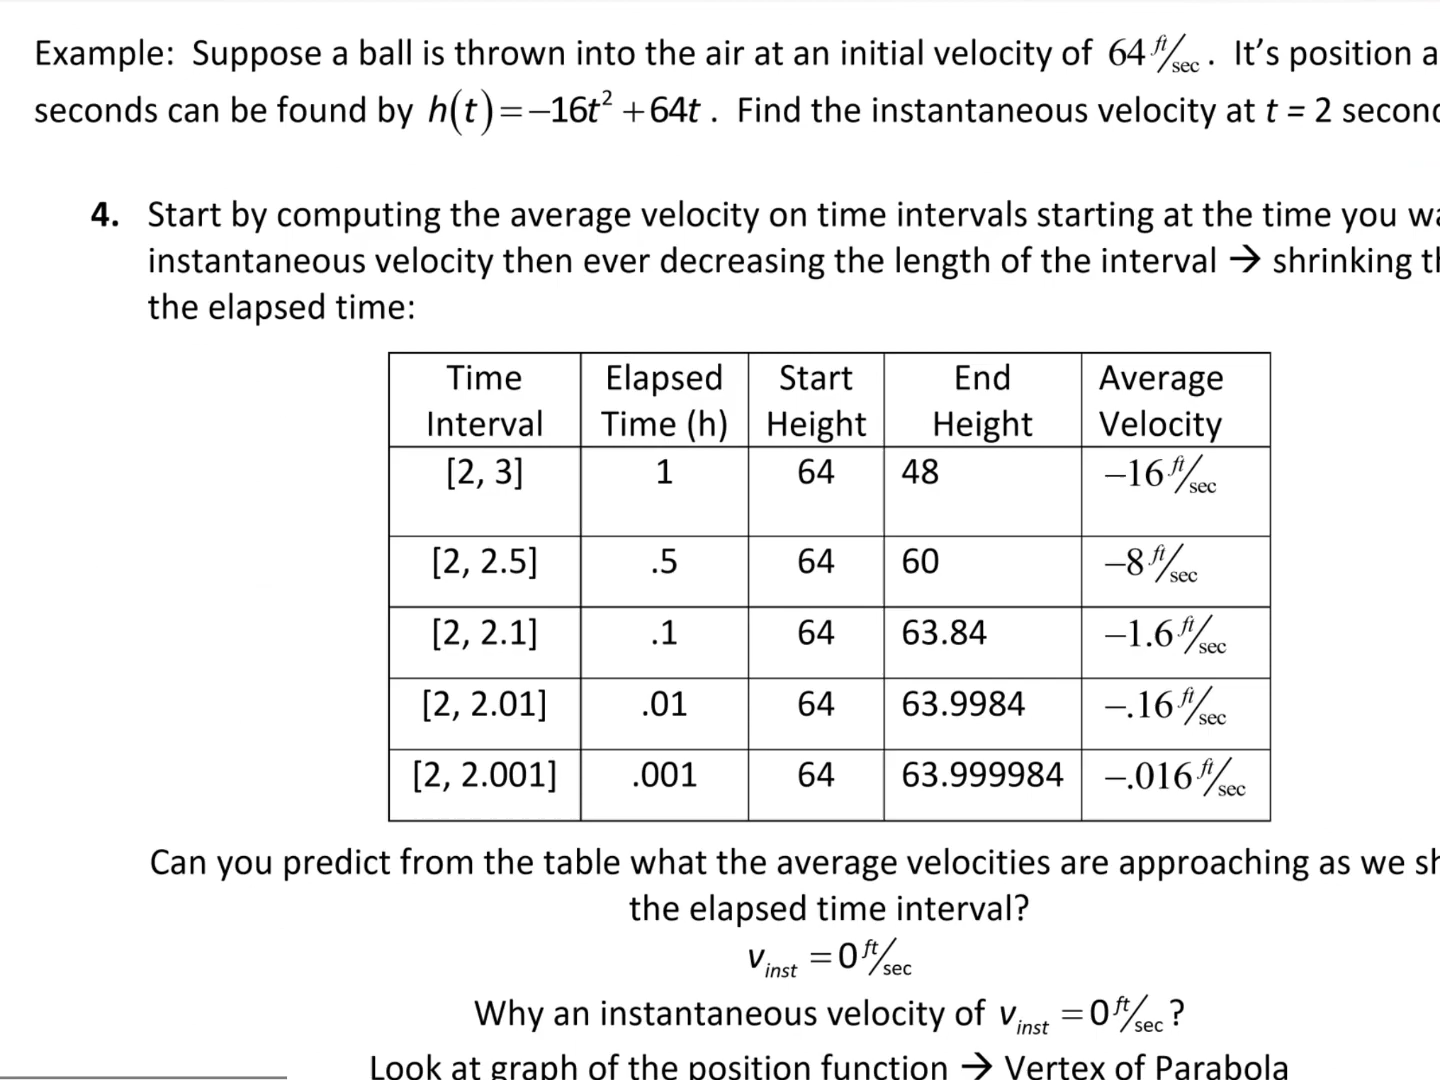 Example: Suppose a ball is thrown into the air at an initial velocity of 64 ft/sec. It's position a
seconds can be found by h(t)=−16t²+64t. Find the instantaneous velocity at t = 2 secon
4. Start by computing the average velocity on time intervals starting at the time you
instantaneous velocity then ever decreasing the length of the interval → shrinking
the elapsed time:
Time Interval | Elapsed Time (h) | Start Height | End Height | Average Velocity
[2, 3] | 1 | 64 | 48 | −16 ft/sec
[2, 2.5] | .5 | 64 | 60 | −8 ft/sec
[2, 2.1] | .1 | 64 | 63.84 | −1.6 ft/sec
[2, 2.01] | .01 | 64 | 63.9984 | −.16 ft/sec
[2, 2.001] | .001 | 64 | 63.999984 | −.016 ft/sec
Can you predict from the table what the average velocities are approaching as we sh
the elapsed time interval?
v inst = 0 ft/sec
Why an instantaneous velocity of v inst = 0 ft/sec?
Look at graph of the position function → Vertex of Parabola